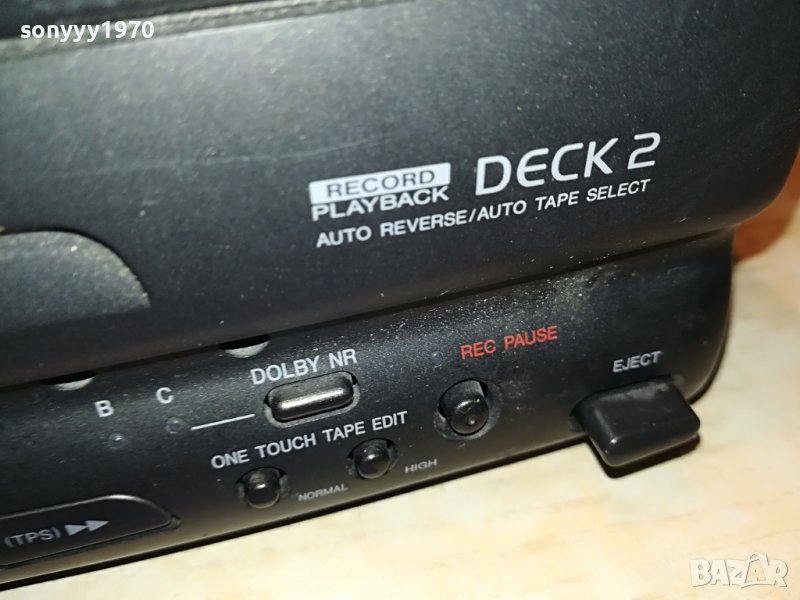 sonyyy1970
RECORD
PLAYBACK
DECK 2
AUTO REVERSE/AUTO TAPE SELECT
REC PAUSE
DOLBY NR
B C
EJECT
ONE TOUCH TAPE EDIT
NORMAL
HIGH
(TPS)
BAZAR